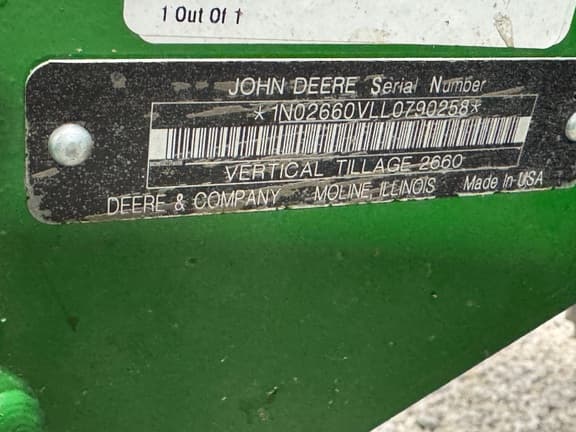 1 Out Of 1
JOHN DEERE Serial Number
*1N02660VLL0790258*
VERTICAL TILLAGE 2660
DEERE & COMPANY MOLINE, ILLINOIS Made In USA